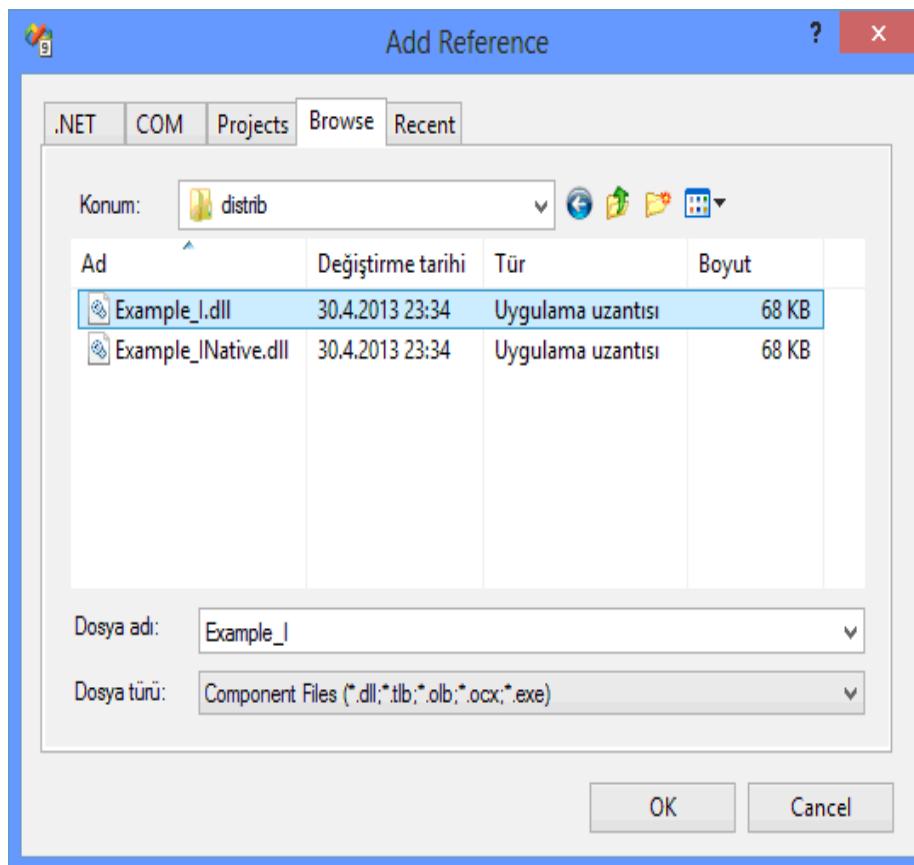 9
Add Reference
?
x
.NET
COM
Projects
Browse
Recent
Konum:
distrib
Ad
Değiştirme tarihi
Tür
Boyut
Example_I.dll
30.4.2013 23:34
Uygulama uzantısı
68 KB
Example_INative.dll
30.4.2013 23:34
Uygulama uzantısı
68 KB
Dosya adı:
Example_I
Dosya türü:
Component Files (*.dll;*.tlb;*.olb;*.ocx;*.exe)
OK
Cancel